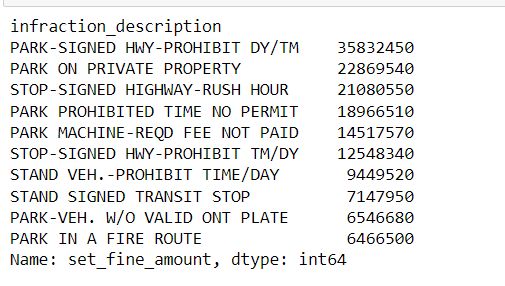 infraction_description
PARK-SIGNED HWY-PROHIBIT DY/TM    35832450
PARK ON PRIVATE PROPERTY          22869540
STOP-SIGNED HIGHWAY-RUSH HOUR     21080550
PARK PROHIBITED TIME NO PERMIT    18966510
PARK MACHINE-REQD FEE NOT PAID    14517570
STOP-SIGNED HWY-PROHIBIT TM/DY    12548340
STAND VEH.-PROHIBIT TIME/DAY       9449520
STAND SIGNED TRANSIT STOP          7147950
PARK-VEH. W/O VALID ONT PLATE      6546680
PARK IN A FIRE ROUTE               6466500
Name: set_fine_amount, dtype: int64